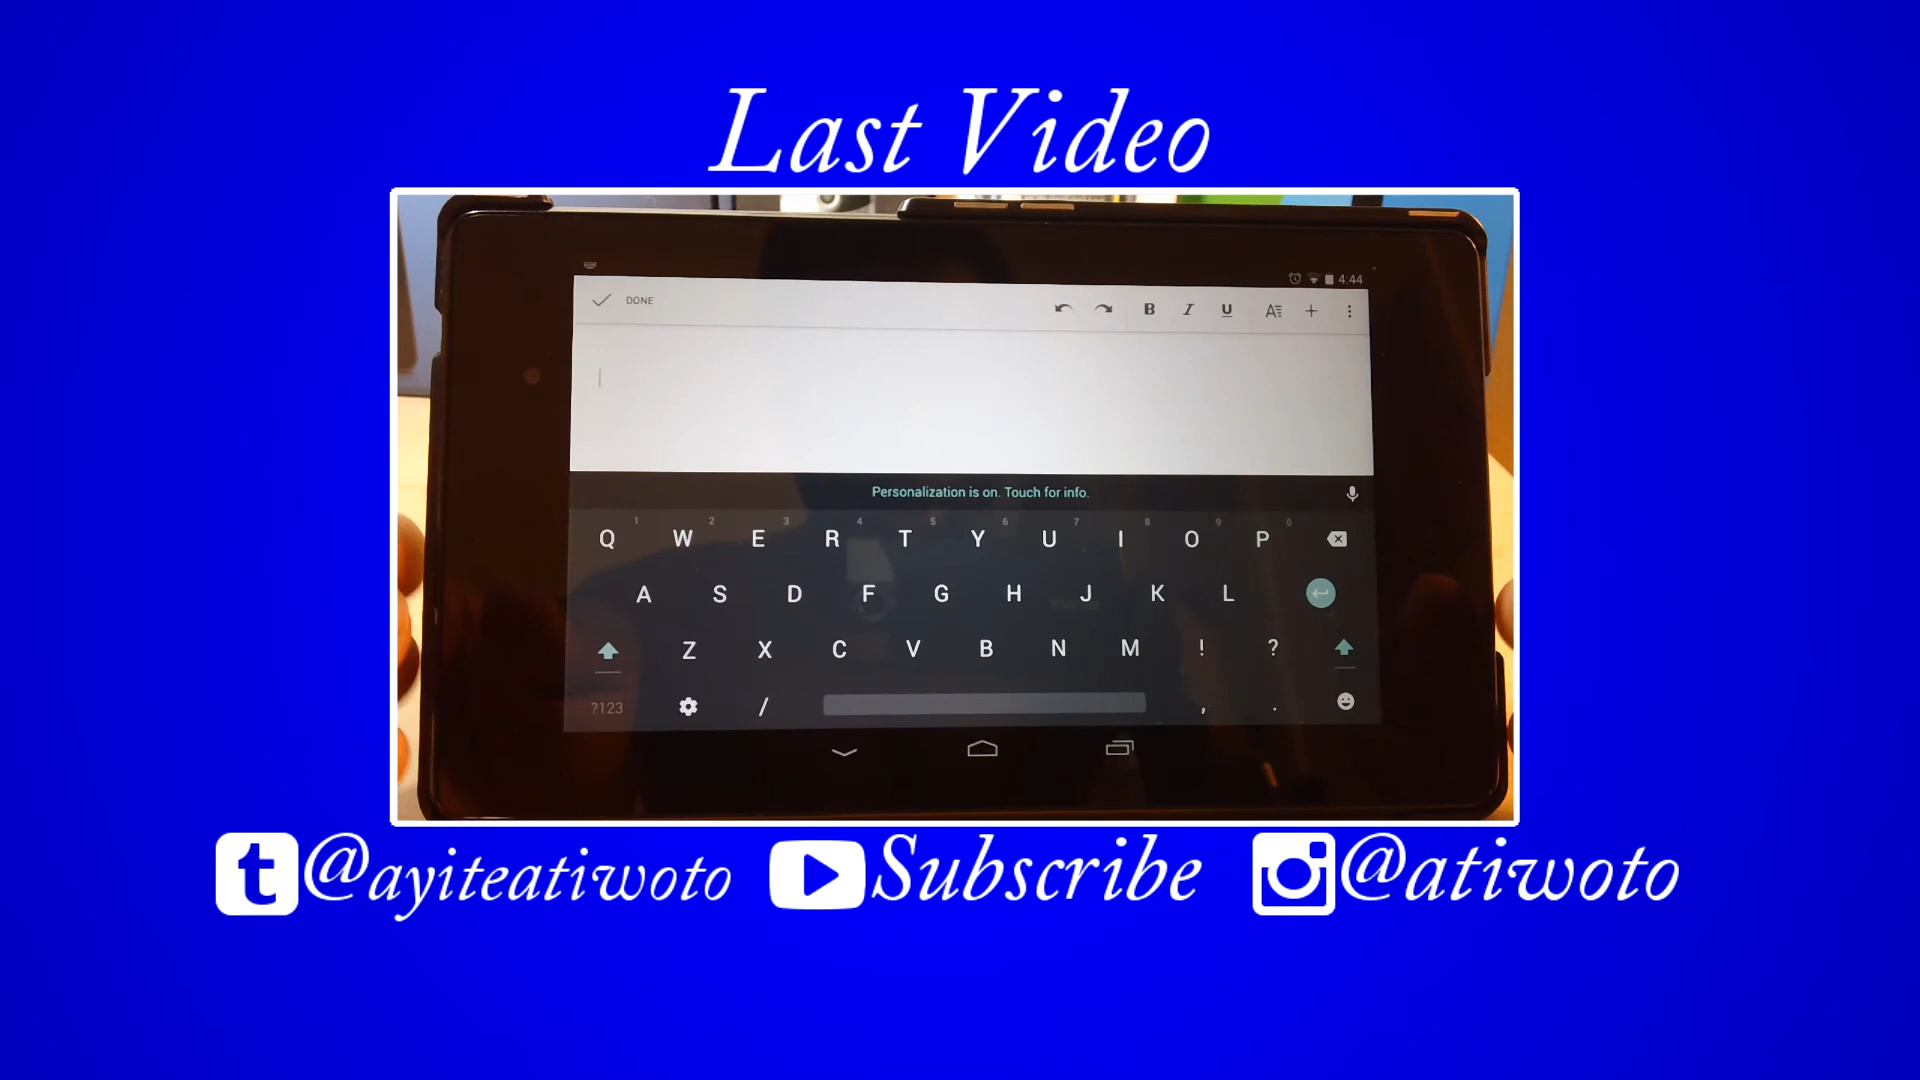 Last Video
4:44
DONE
B I U A +
Personalization is on. Touch for info.
1 2 3 4 5 6 7 8 9 0
Q W E R T Y U I O P
A S D F G H J K L
Z X C V B N M ! ?
?123 / , .
t @ayiteatiwoto Subscribe @atiwoto